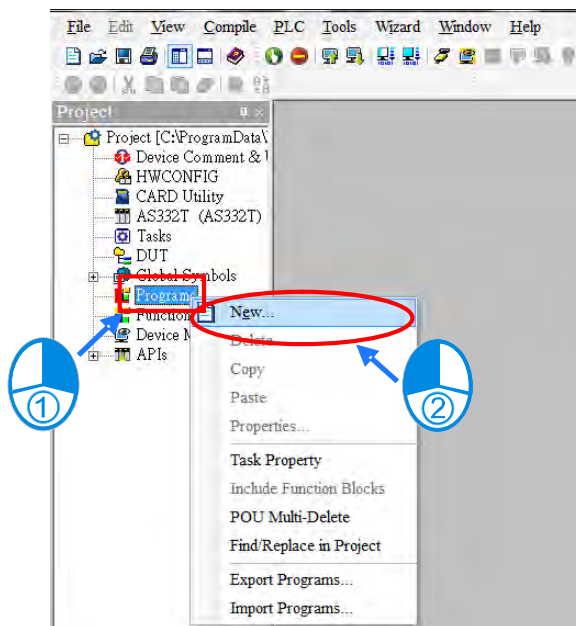 File Edit View Compile PLC Tools Wizard Window Help
Project
Project [C:\ProgramData\
Device Comment &
HWCONFIG
CARD Utility
AS332T (AS332T)
Tasks
DUT
Global Symbols
Programs
Function
Device M
APIs
New...
Delete
Copy
Paste
Properties...
Task Property
Include Function Blocks
POU Multi-Delete
Find/Replace in Project
Export Programs...
Import Programs...
1
2